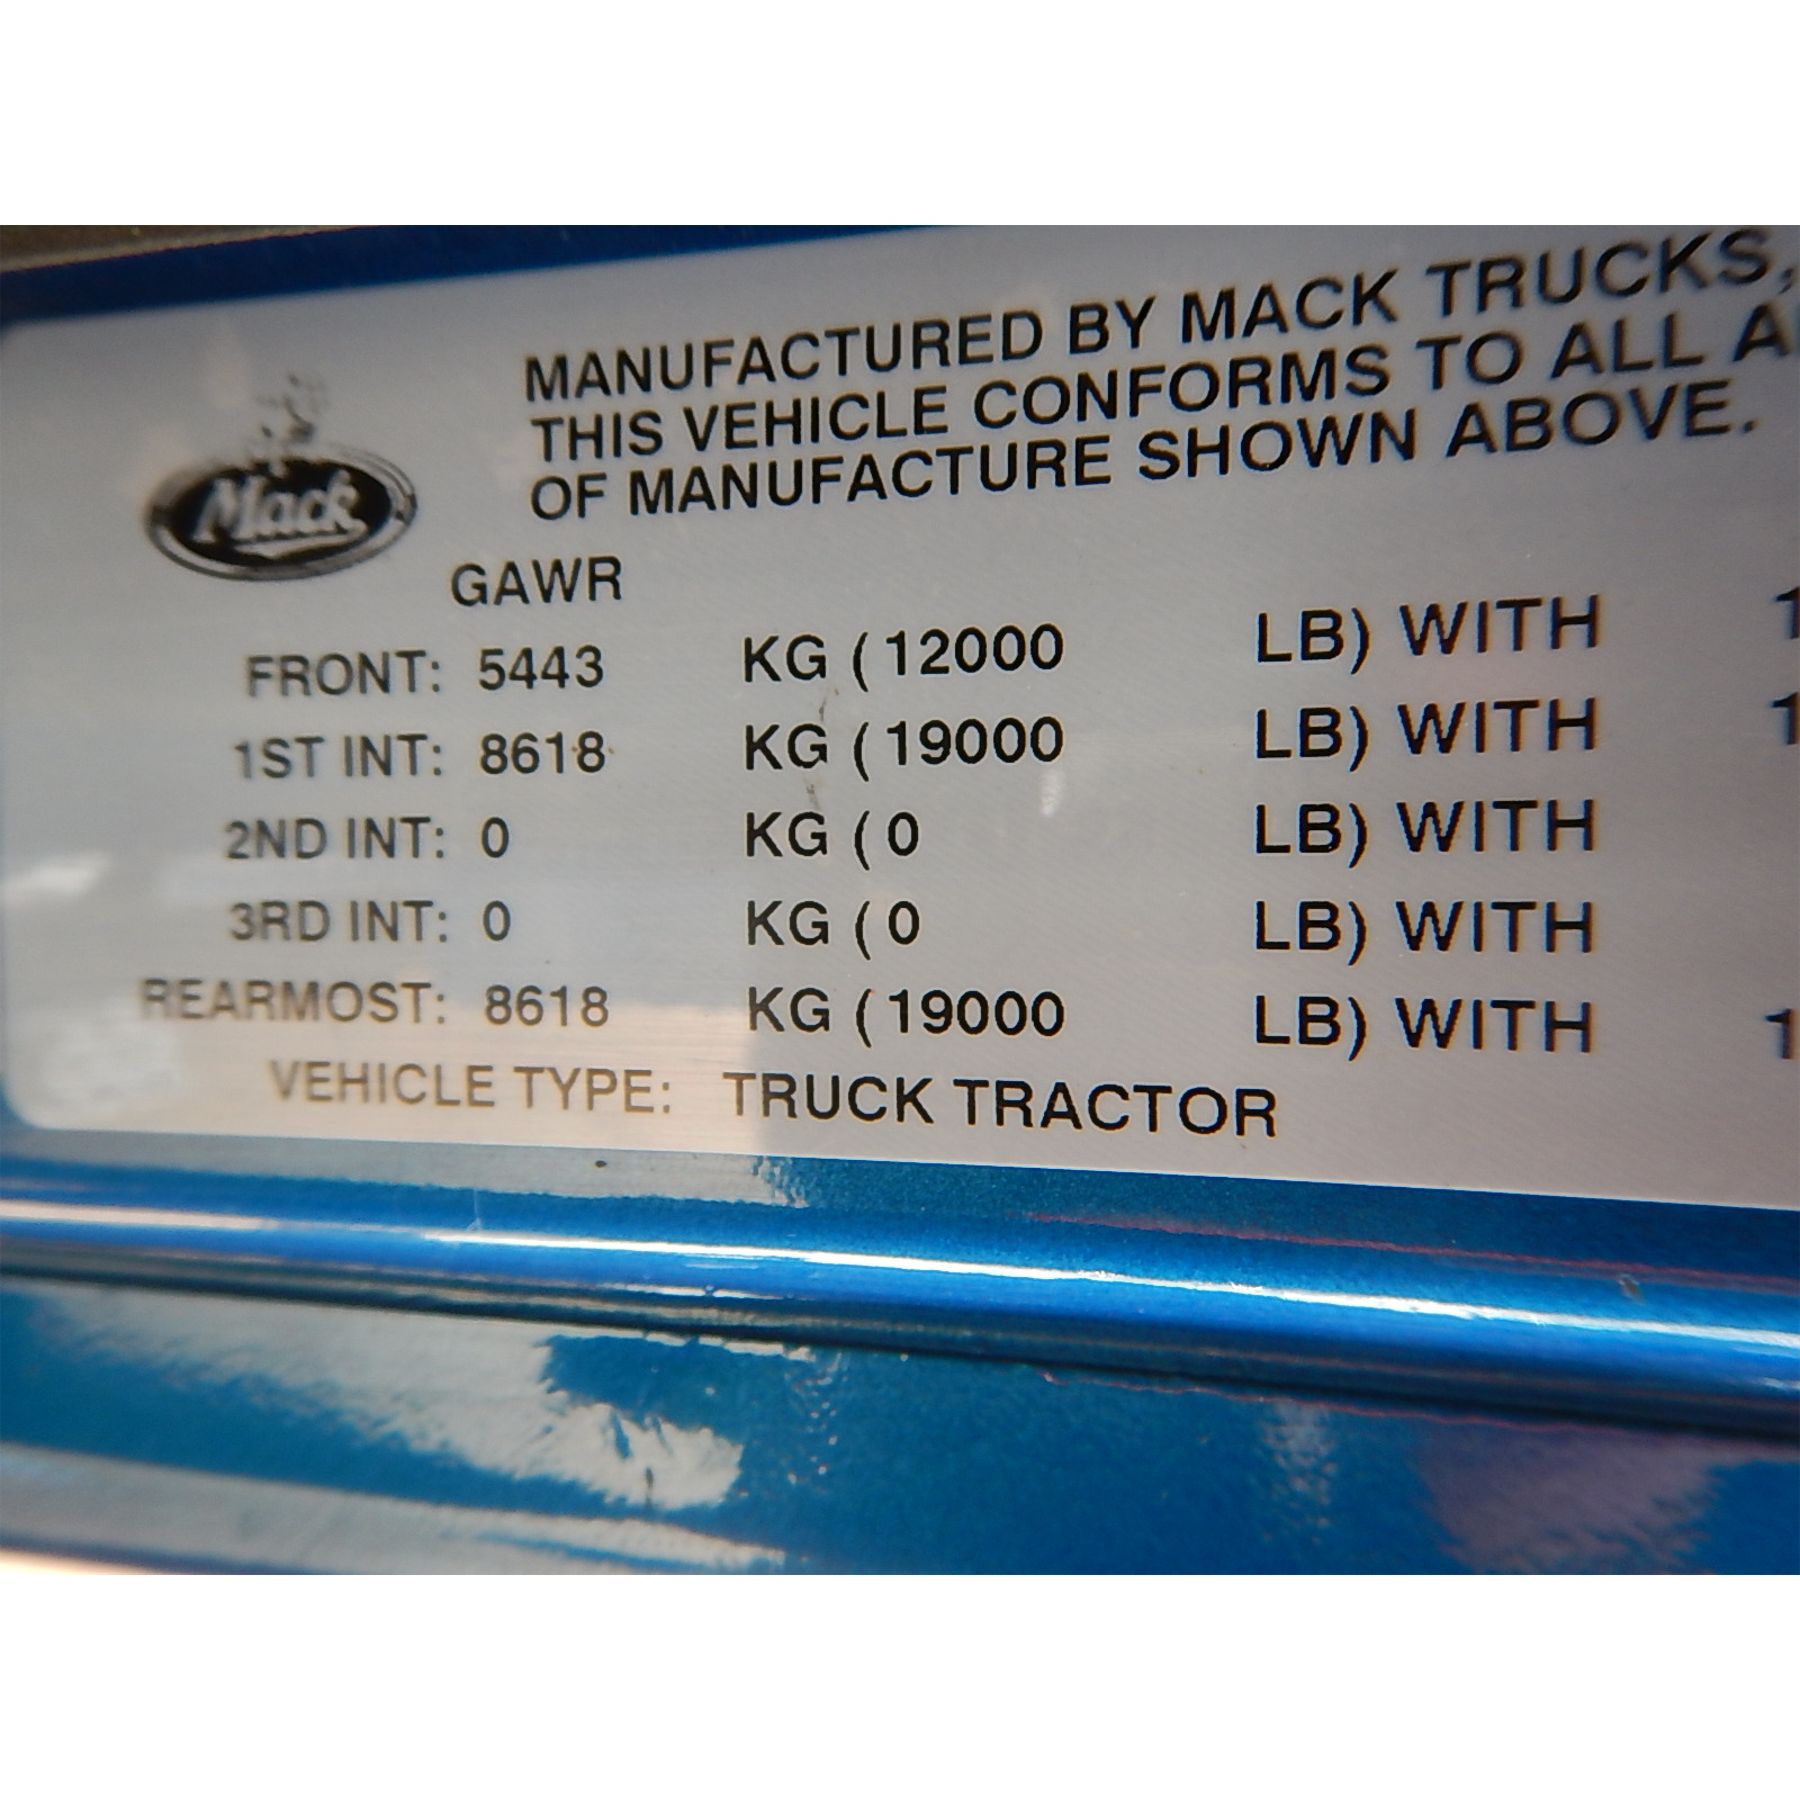 MANUFACTURED BY MACK TRUCKS,
THIS VEHICLE CONFORMS TO ALL
OF MANUFACTURE SHOWN ABOVE.
Mack
GAWR
FRONT: 5443 KG ( 12000 LB) WITH
1ST INT: 8618 KG ( 19000 LB) WITH
2ND INT: 0 KG ( 0 LB) WITH
3RD INT: 0 KG ( 0 LB) WITH
REARMOST: 8618 KG ( 19000 LB) WITH
VEHICLE TYPE: TRUCK TRACTOR